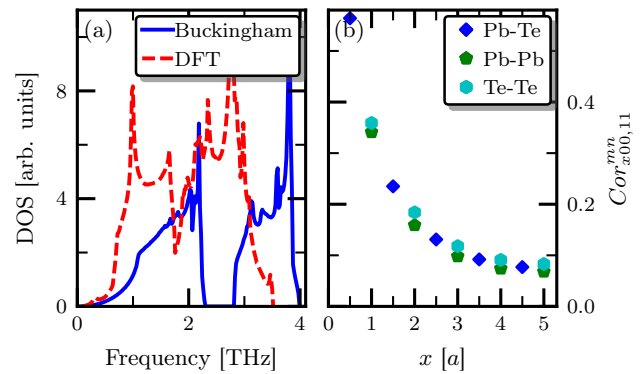 (a)
Buckingham
DFT
DOS [arb. units]
8
4
0
0
2
4
Frequency [THz]
(b)
Pb-Te
Pb-Pb
Te-Te
0.4
0.2
0.0
Cor^{mn}_{x00,11}
0
1
2
3
4
5
x [a]